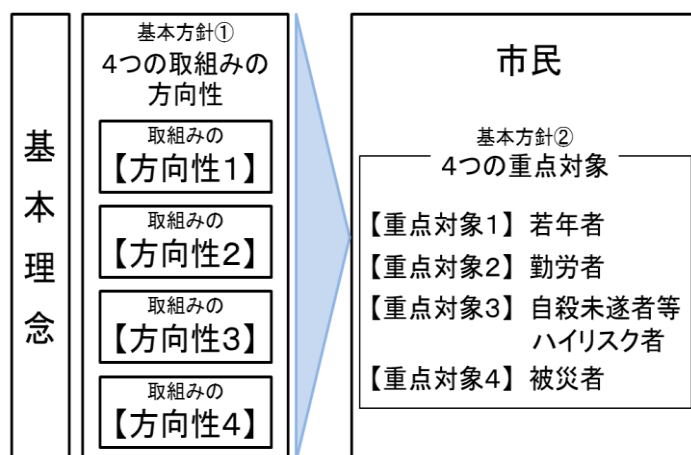 基本理念
基本方針①
4つの取組みの
方向性
取組みの
【方向性1】
取組みの
【方向性2】
取組みの
【方向性3】
取組みの
【方向性4】
市民
基本方針②
4つの重点対象
【重点対象1】若年者
【重点対象2】勤労者
【重点対象3】自殺未遂者等
ハイリスク者
【重点対象4】被災者